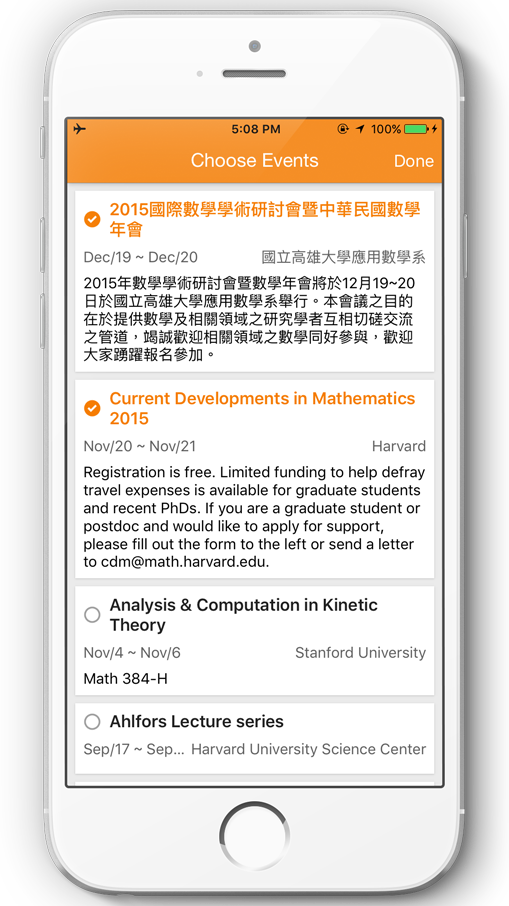 5:08 PM
100%
Choose Events
Done
2015國際數學學術研討會暨中華民國數學
年會
Dec/19 ~ Dec/20
國立高雄大學應用數學系
2015年數學學術研討會暨數學年會將於12月19~20
日於國立高雄大學應用數學系舉行。本會議之目的
在於提供數學及相關領域之研究學者互相切磋交流
之管道，竭誠歡迎相關領域之數學同好參與，歡迎
大家踴躍報名參加。
Current Developments in Mathematics
2015
Nov/20 ~ Nov/21
Harvard
Registration is free. Limited funding to help defray
travel expenses is available for graduate students
and recent PhDs. If you are a graduate student or
postdoc and would like to apply for support,
please fill out the form to the left or send a letter
to cdm@math.harvard.edu.
Analysis & Computation in Kinetic
Theory
Nov/4 ~ Nov/6
Stanford University
Math 384-H
Ahlfors Lecture series
Sep/17 ~ Sep...
Harvard University Science Center